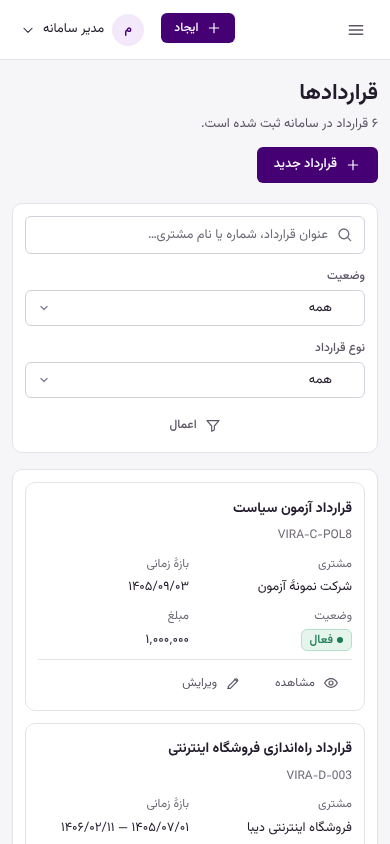 ایجاد
م
مدیر سامانه
قراردادها
۶ قرارداد در سامانه ثبت شده است.
قرارداد جدید
عنوان قرارداد، شماره یا نام مشتری...
وضعیت
همه
نوع قرارداد
همه
اعمال
قرارداد آزمون سیاست
VIRA-C-POL8
مشتری
بازهٔ زمانی
شرکت نمونهٔ آزمون
۱۴۰۵/۰۹/۰۳
وضعیت
مبلغ
فعال
۱,۰۰۰,۰۰۰
مشاهده
ویرایش
قرارداد راه‌اندازی فروشگاه اینترنتی
VIRA-D-003
مشتری
بازهٔ زمانی
فروشگاه اینترنتی دیبا
۱۴۰۵/۰۷/۰۱ — ۱۴۰۶/۰۲/۱۱